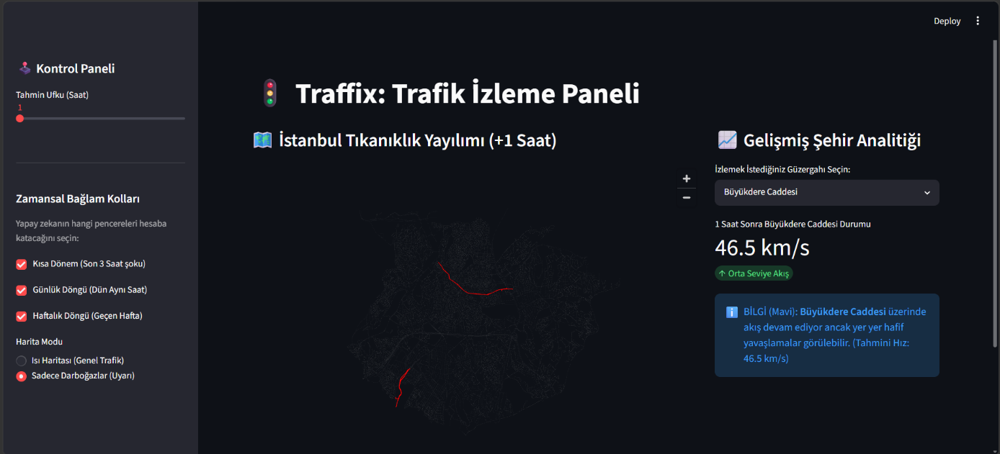 Deploy
Kontrol Paneli
Tahmin Ufku (Saat)
1
Zamansal Bağlam Kolları
Yapay zekanın hangi pencereleri hesaba
katacağını seçin:
Kısa Dönem (Son 3 Saat şoku)
Günlük Döngü (Dün Aynı Saat)
Haftalık Döngü (Geçen Hafta)
Harita Modu
Isı Haritası (Genel Trafik)
Sadece Darboğazlar (Uyarı)
Traffix: Trafik İzleme Paneli
İstanbul Tıkanıklık Yayılımı (+1 Saat)
+
−
Gelişmiş Şehir Analitiği
İzlemek İstediğiniz Güzergahı Seçin:
Büyükdere Caddesi
1 Saat Sonra Büyükdere Caddesi Durumu
46.5 km/s
↑ Orta Seviye Akış
BİLGİ (Mavi): Büyükdere Caddesi üzerinde
akış devam ediyor ancak yer yer hafif
yavaşlamalar görülebilir. (Tahmini Hız:
46.5 km/s)